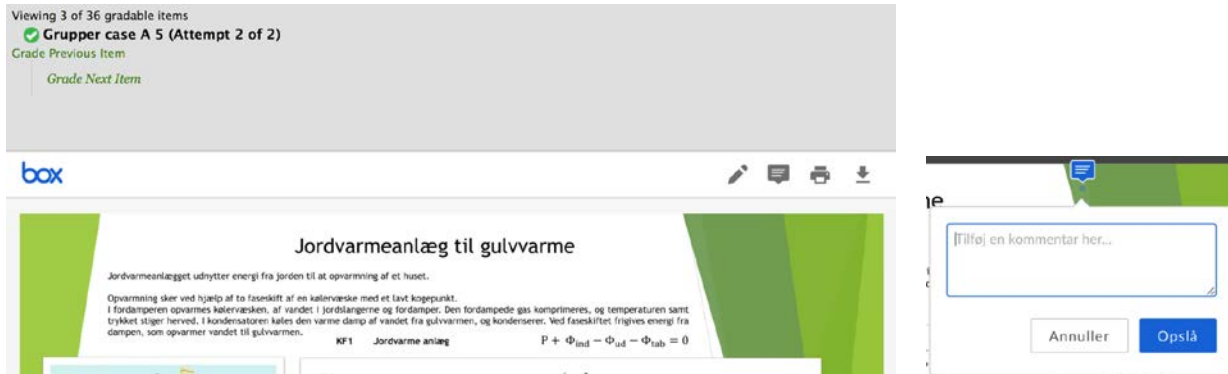 Viewing 3 of 36 gradable items
Grupper case A 5 (Attempt 2 of 2)
Grade Previous Item
Grade Next Item
box
Jordvarmeanlæg til gulvvarme
Jordvarmeanlægget udnytter energi fra jorden til at opvarmning af et huset.
Opvarmning sker ved hjælp af to faseskift af en kølervæske med et lavt kogepunkt.
I fordamperen opvarmes kølervæsken, af vandet i jordslangerne og fordamper. Den fordampede gas komprimeres, og temperaturen samt
trykket stiger herved. I kondensatoren køles den varme damp af vandet fra gulvvarmen, og kondenserer. Ved faseskiftet frigives energi fra
dampen, som opvarmer vandet til gulvvarmen.
KF1 Jordvarme anlæg P + Φind − Φud − Φtab = 0
ne
Tilføj en kommentar her...
Annuller Opslå